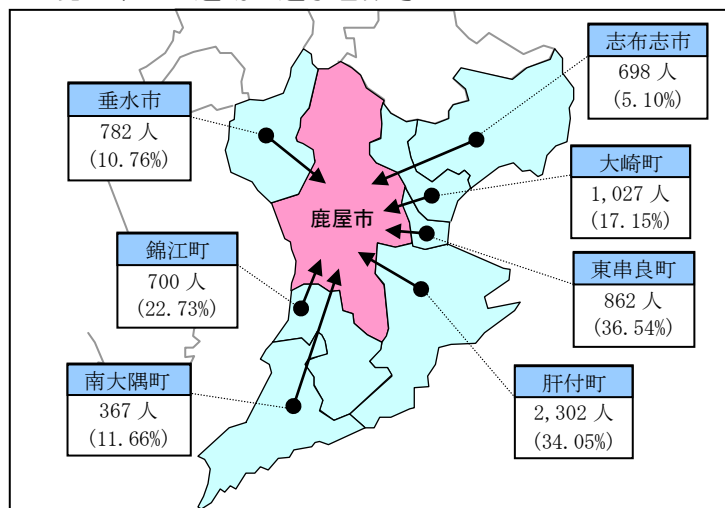 志布志市
698 人
(5.10%)
垂水市
782 人
(10.76%)
大崎町
1,027 人
(17.15%)
鹿屋市
錦江町
700 人
(22.73%)
東串良町
862 人
(36.54%)
南大隅町
367 人
(11.66%)
肝付町
2,302 人
(34.05%)